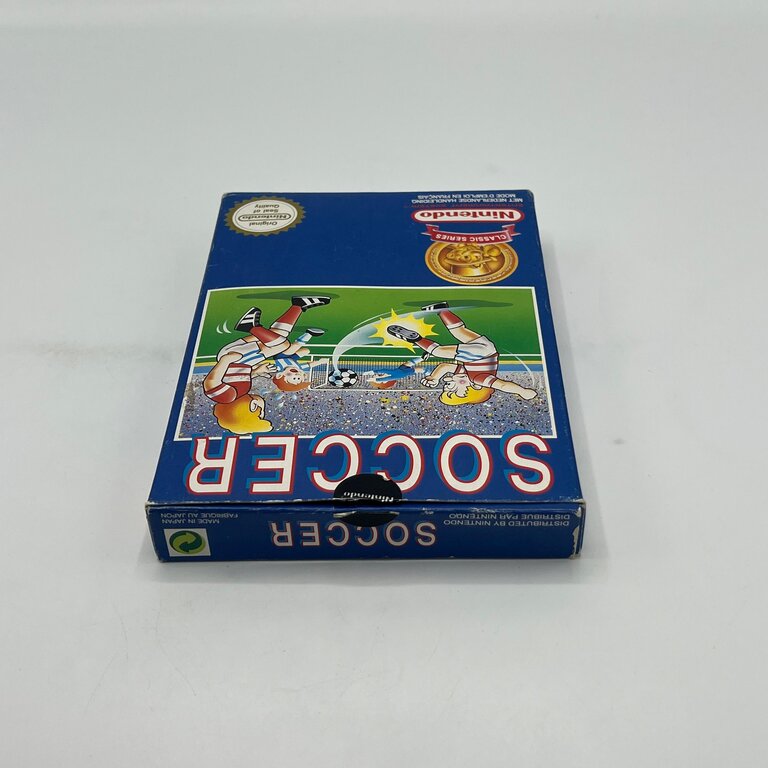 SOCCER
CLASSIC SERIES
Nintendo
MET NEDERLANDSE HANDLEIDING
MODE D'EMPLOI EN FRANÇAIS
Original
Nintendo
Seal of
Quality
Nintendo
SOCCER
DISTRIBUTED BY NINTENDO
DISTRIBUE PAR NINTENDO
MADE IN JAPAN
FABRIQUE AU JAPON